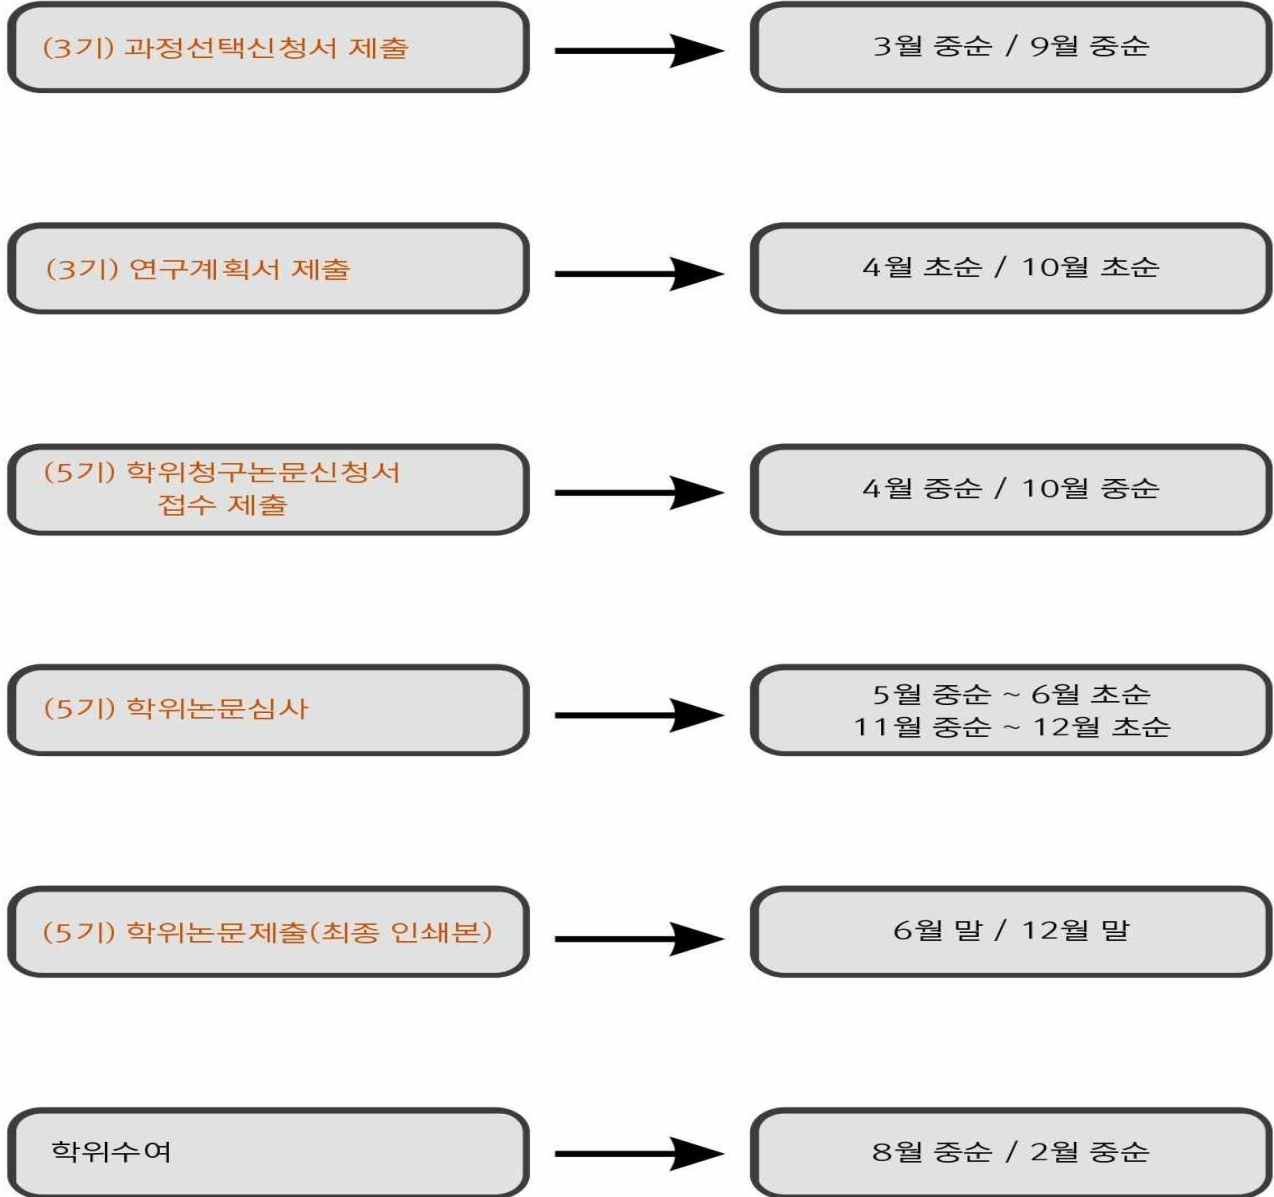 (3기) 과정선택신청서 제출
3월 중순 / 9월 중순
(3기) 연구계획서 제출
4월 초순 / 10월 초순
(5기) 학위청구논문신청서
접수 제출
4월 중순 / 10월 중순
(5기) 학위논문심사
5월 중순 ~ 6월 초순
11월 중순 ~ 12월 초순
(5기) 학위논문제출(최종 인쇄본)
6월 말 / 12월 말
학위수여
8월 중순 / 2월 중순